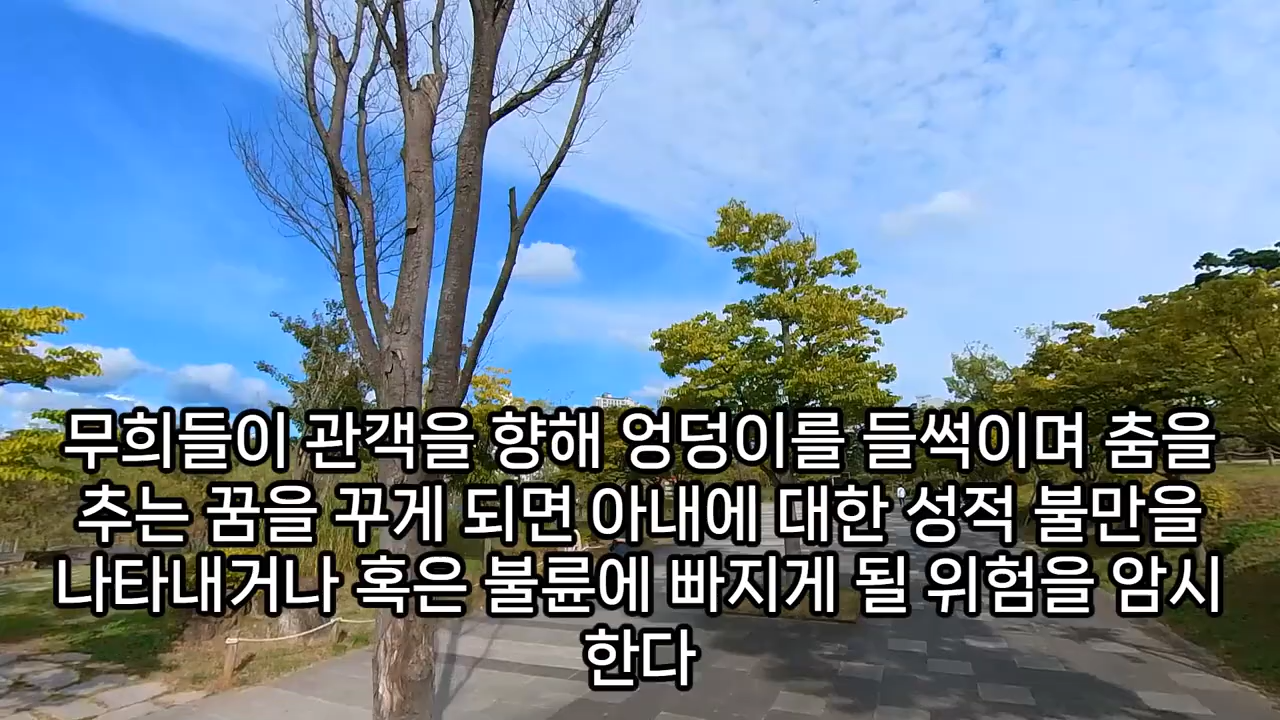 무희들이 관객을 향해 엉덩이를 들썩이며 춤을
추는 꿈을 꾸게 되면 아내에 대한 성적 불만을
나타내거나 혹은 불륜에 빠지게 될 위험을 암시
한다